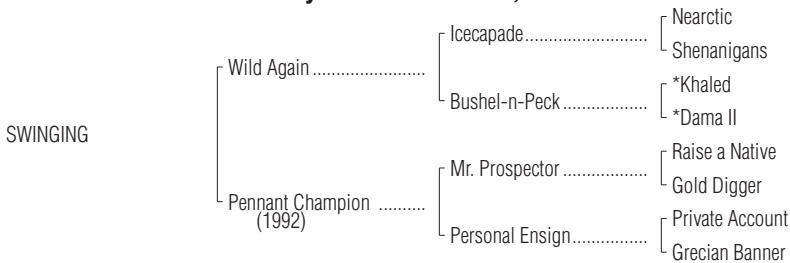 Nearctic
Icecapade
Shenanigans
Wild Again
*Khaled
Bushel-n-Peck
*Dama II
SWINGING
Raise a Native
Mr. Prospector
Gold Digger
Pennant Champion
(1992)
Private Account
Personal Ensign
Grecian Banner